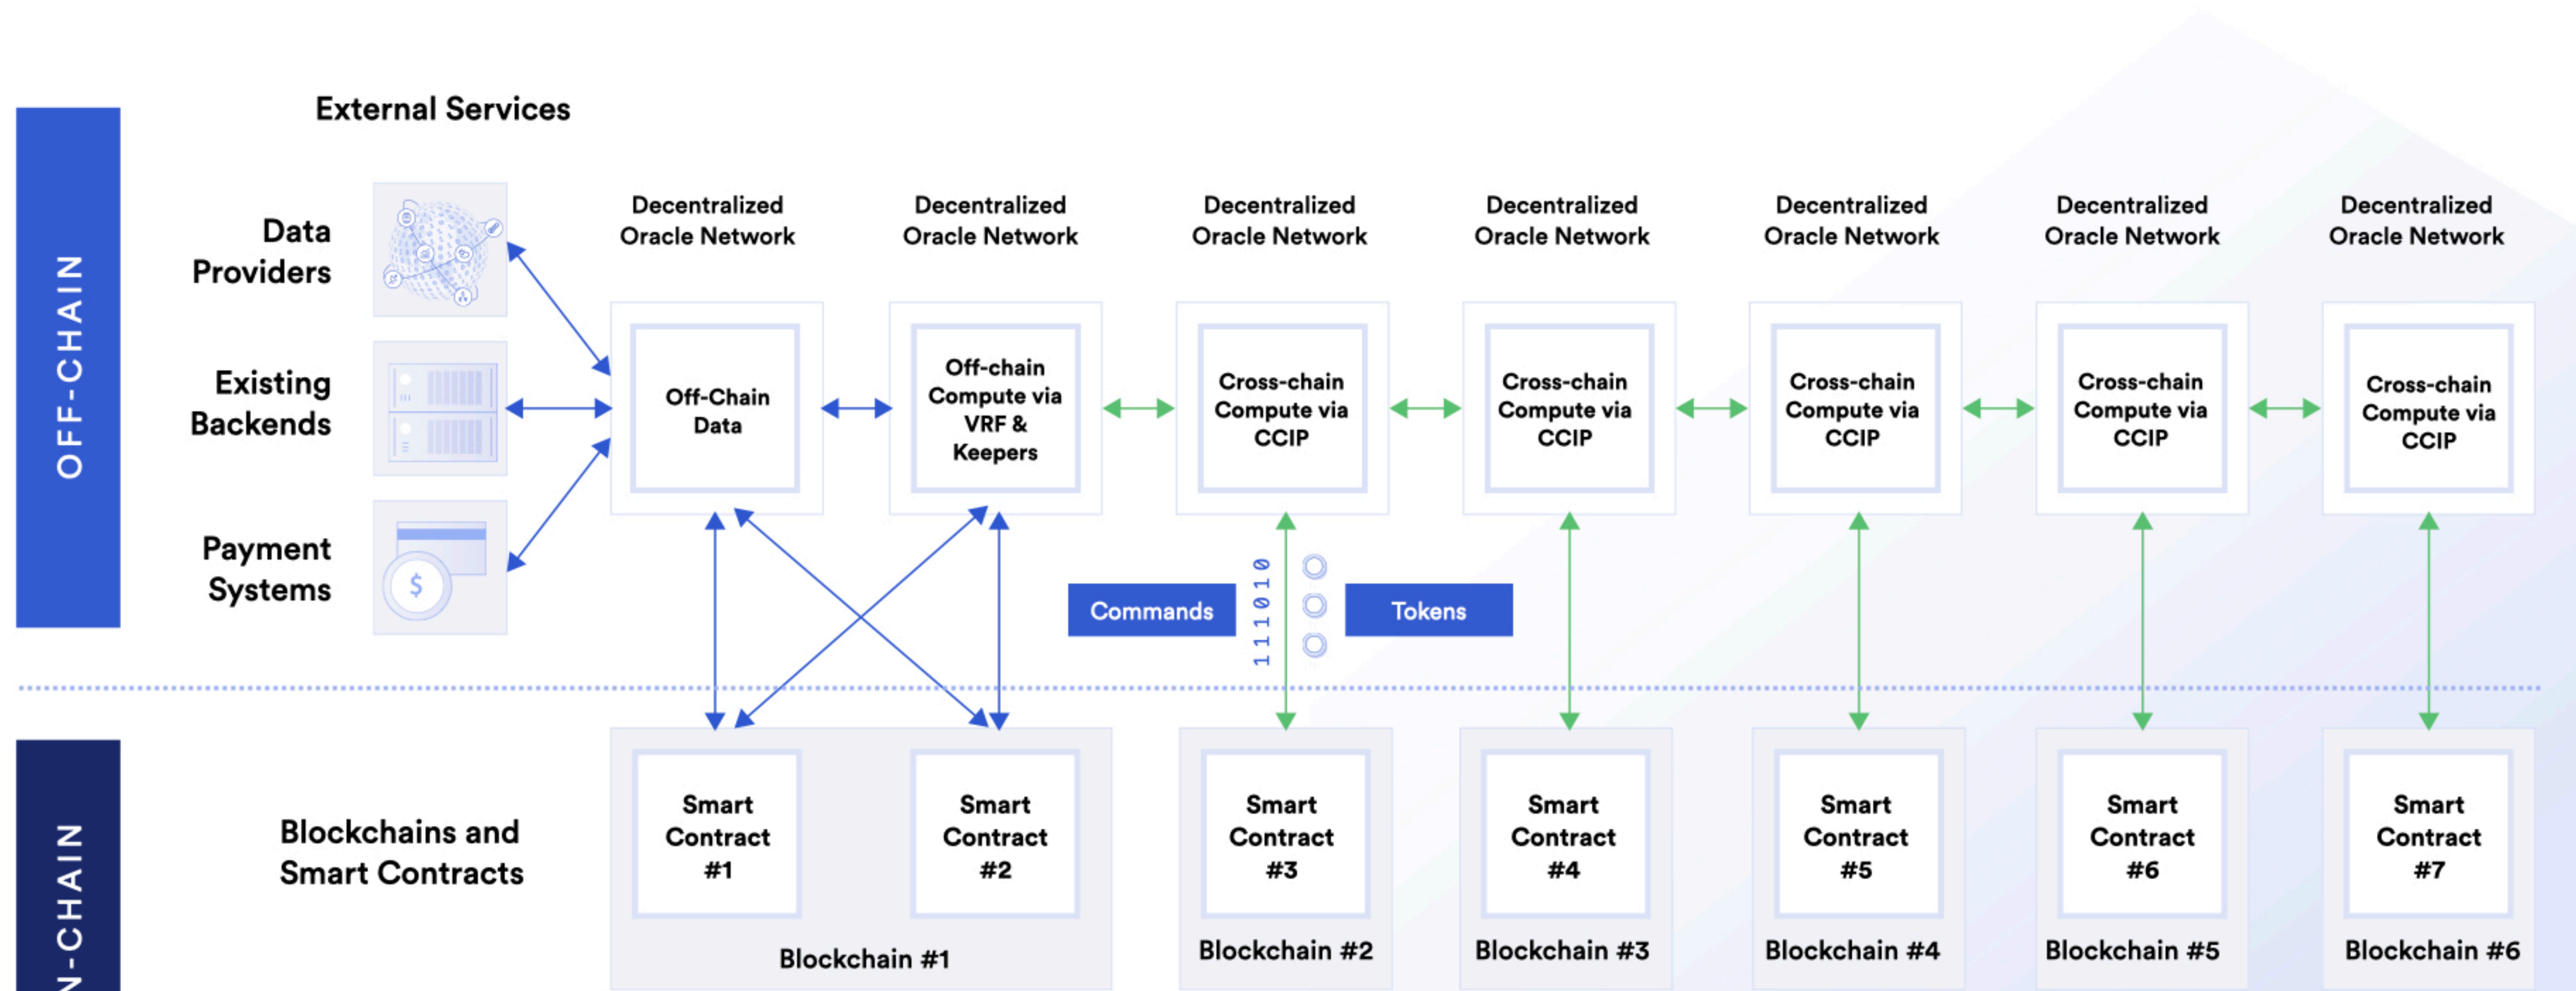 External Services
OFF-CHAIN
Data
Providers
Existing
Backends
Payment
Systems
Decentralized
Oracle Network
Decentralized
Oracle Network
Decentralized
Oracle Network
Decentralized
Oracle Network
Decentralized
Oracle Network
Decentralized
Oracle Network
Decentralized
Oracle Network
Off-Chain
Data
Off-chain
Compute via
VRF &
Keepers
Cross-chain
Compute via
CCIP
Cross-chain
Compute via
CCIP
Cross-chain
Compute via
CCIP
Cross-chain
Compute via
CCIP
Cross-chain
Compute via
CCIP
$
Commands
1110101
Tokens
N-CHAIN
Blockchains and
Smart Contracts
Smart
Contract
#1
Smart
Contract
#2
Blockchain #1
Smart
Contract
#3
Blockchain #2
Smart
Contract
#4
Blockchain #3
Smart
Contract
#5
Blockchain #4
Smart
Contract
#6
Blockchain #5
Smart
Contract
#7
Blockchain #6